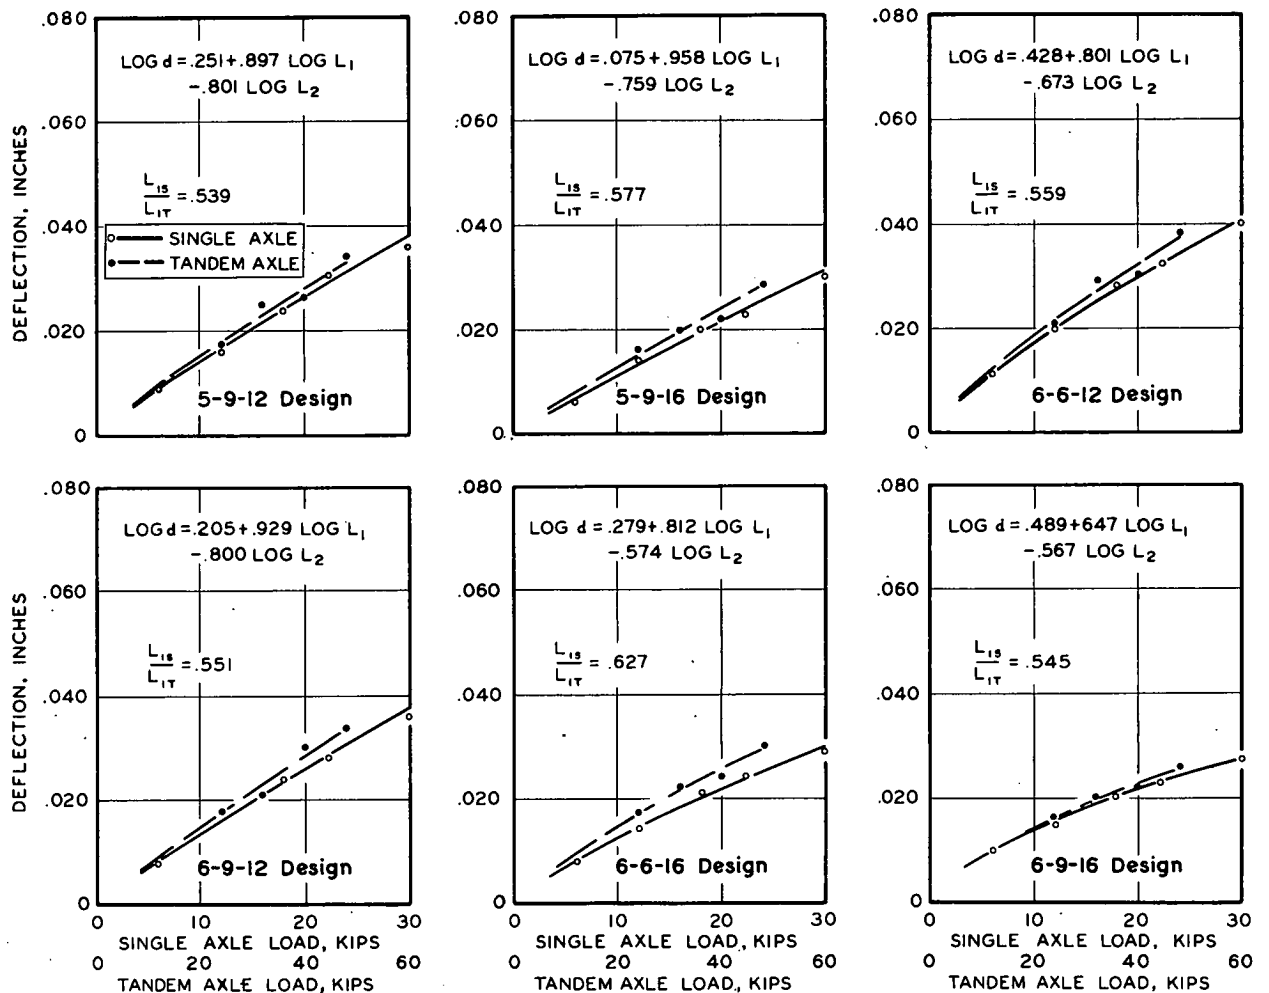 .080
LOG d=.251+.897 LOG L1
-.801 LOG L2
.060
L1S
L1T
=.539
.040
SINGLE AXLE
TANDEM AXLE
.020
5-9-12 Design
0
DEFLECTION, INCHES
.080
LOG d=.075+.958 LOG L1
-.759 LOG L2
.060
L1S
L1T
=.577
.040
.020
5-9-16 Design
0.
.080
LOG d=.428+.801 LOG L1
-.673 LOG L2
.060
L1S
L1T
=.559
.040
.020
6-6-12 Design
0
.080
LOG d=.205+.929 LOG L1
-.800 LOG L2
.060
L1S
L1T
=.551
.040
.020
6-9-12 Design
0
DEFLECTION, INCHES
0 10 20 30
SINGLE AXLE LOAD, KIPS
0 20 40 60
TANDEM AXLE LOAD, KIPS
.080
LOG d=.279+.812 LOG L1
-.574 LOG L2
.060
L1S
L1T
=.627
.040
.020
6-6-16 Design
0
0 10 20 30
SINGLE AXLE LOAD, KIPS
0 20 40 60
TANDEM AXLE LOAD, KIPS
.080
LOG d=.489+647 LOG L1
-.567 LOG L2
.060
L1S
L1T
=.545
.040
.020
6-9-16 Design
0
0 10 20 30
SINGLE AXLE LOAD, KIPS
0 20 40 60
TANDEM AXLE LOAD, KIPS